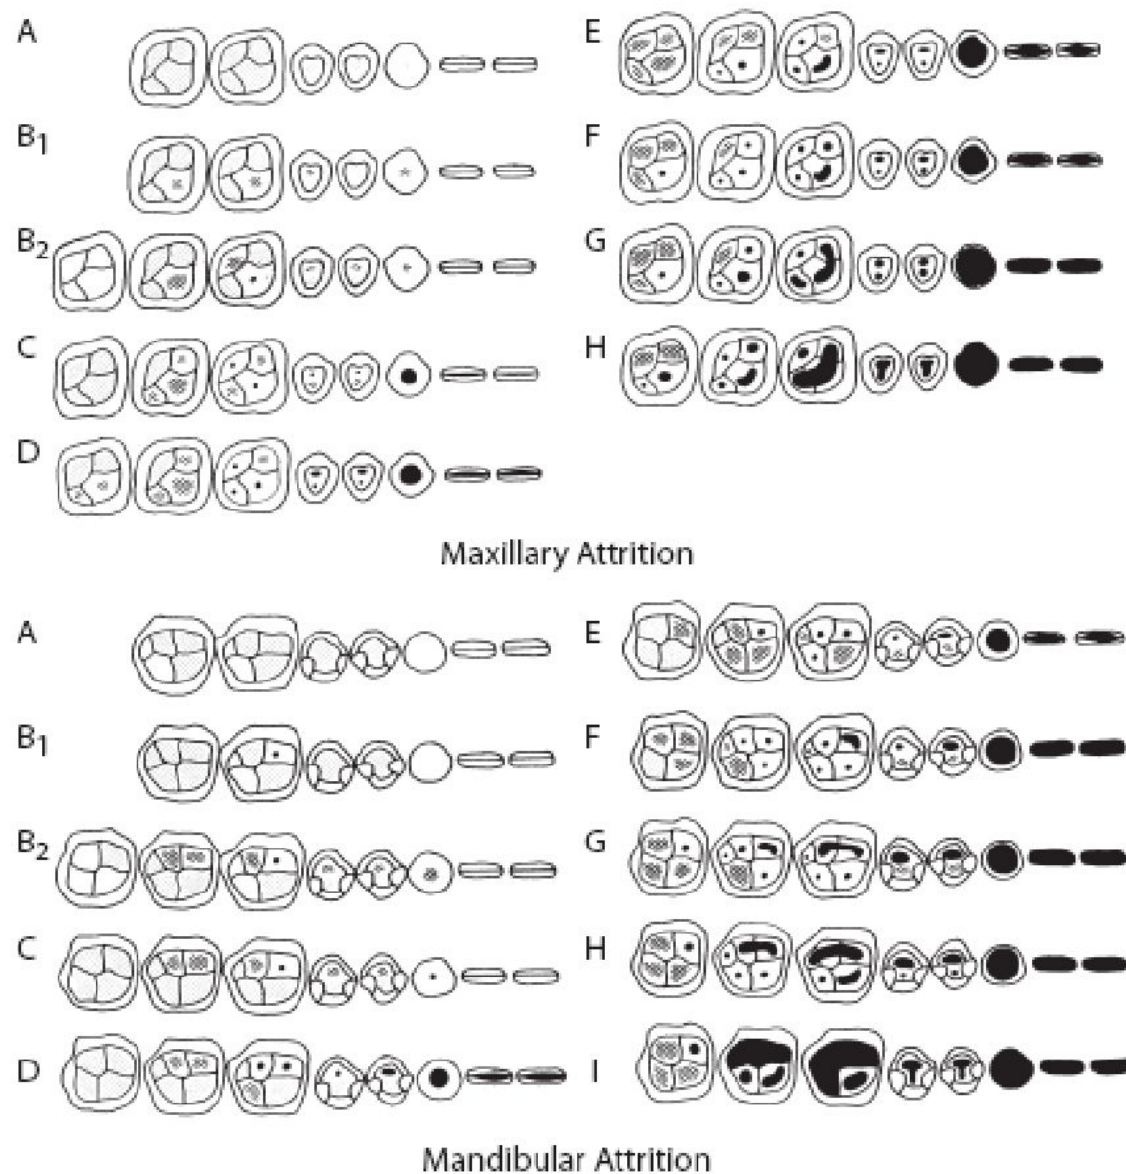 A
B1
B2
C
D
E
F
G
H
Maxillary Attrition
A
B1
B2
C
D
E
F
G
H
I
Mandibular Attrition